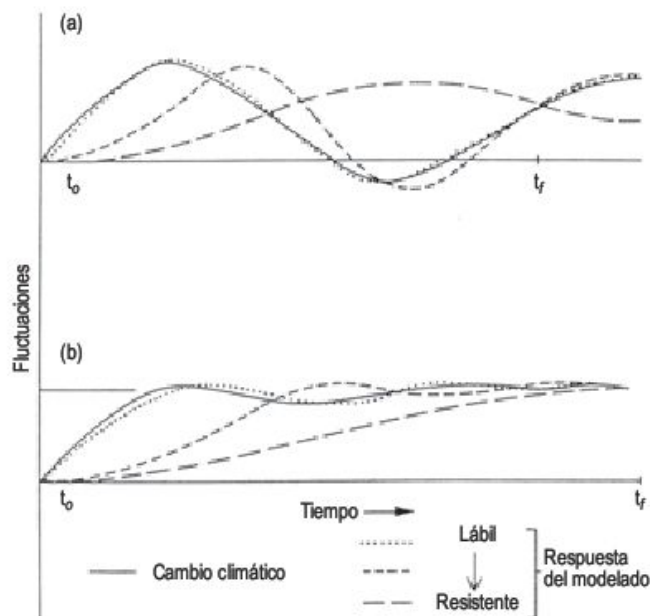 (a)
t₀
t_f
Fluctuaciones
(b)
t₀
t_f
Tiempo
Cambio climático
Lábil
Resistente
Respuesta
del modelado